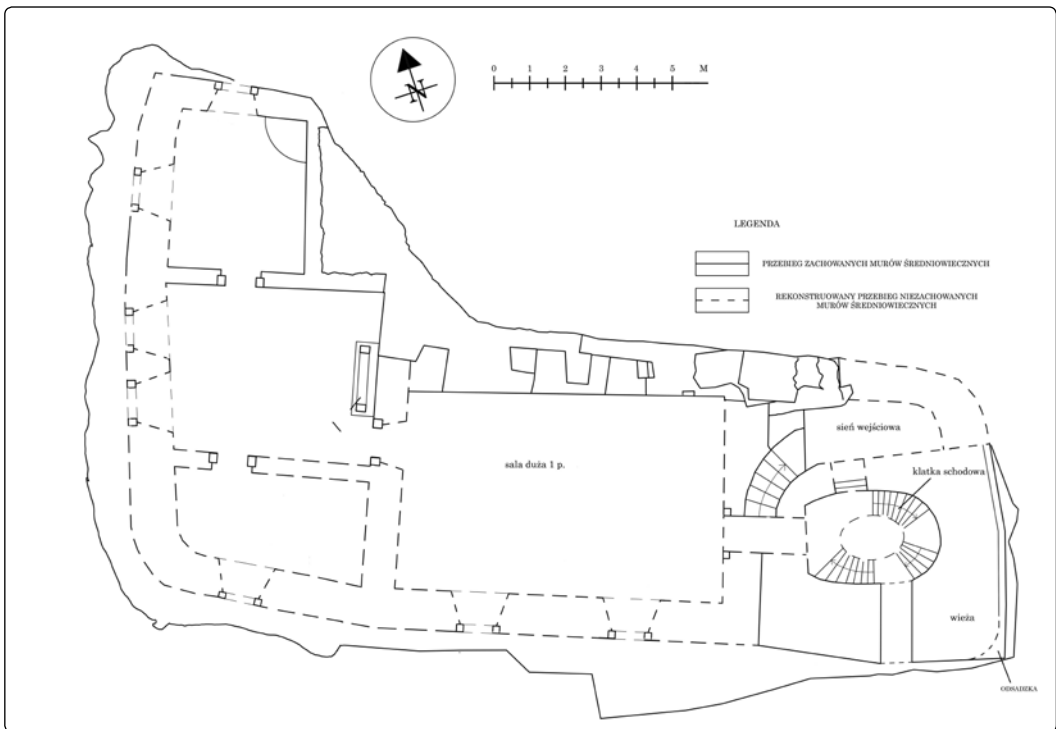 0 1 2 3 4 5 M
N
LEGENDA
PRZEBIEG ZACHOWANYCH MURÓW ŚREDNIOWIECZNYCH
REKONSTRUOWANY PRZEBIEG NIEZACHOWANYCH
MURÓW ŚREDNIOWIECZNYCH
sień wejściowa
sala duża 1 p.
klatka schodowa
wieża
ODSADZKA